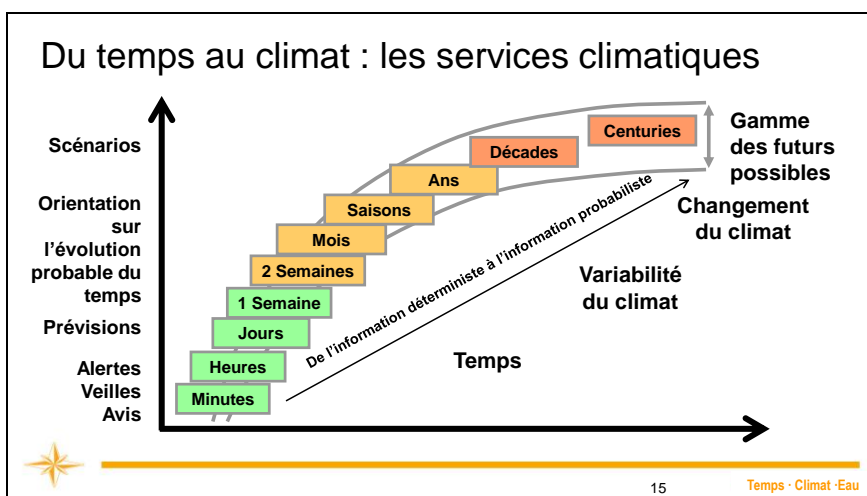 Du temps au climat : les services climatiques
Scénarios
Orientation
sur
l'évolution
probable du
temps
Prévisions
Alertes
Veilles
Avis
Centuries
Décades
Ans
Saisons
Mois
2 Semaines
1 Semaine
Jours
Heures
Minutes
De l'information déterministe à l'information probabiliste
Gamme
des futurs
possibles
Changement
du climat
Variabilité
du climat
Temps
15
Temps · Climat ·Eau